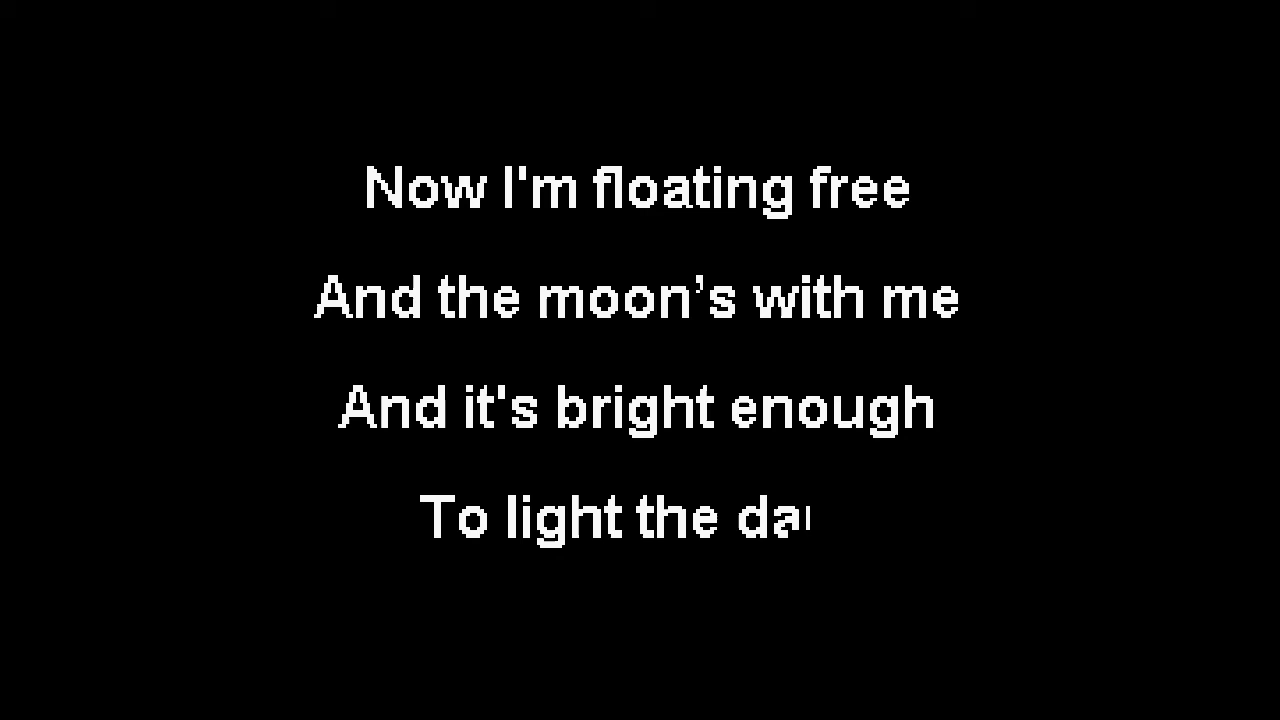 Now I'm floating free
And the moon's with me
And it's bright enough
To light the